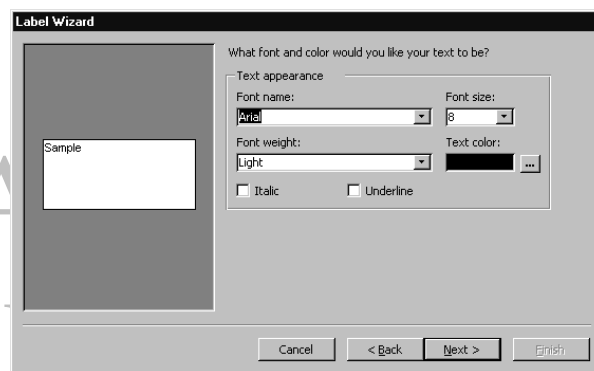 Label Wizard
What font and color would you like your text to be?
Text appearance
Font name: Font size:
Arial 8
Font weight: Text color:
Sample
Light ...
Italic Underline
Cancel < Back Next > Finish